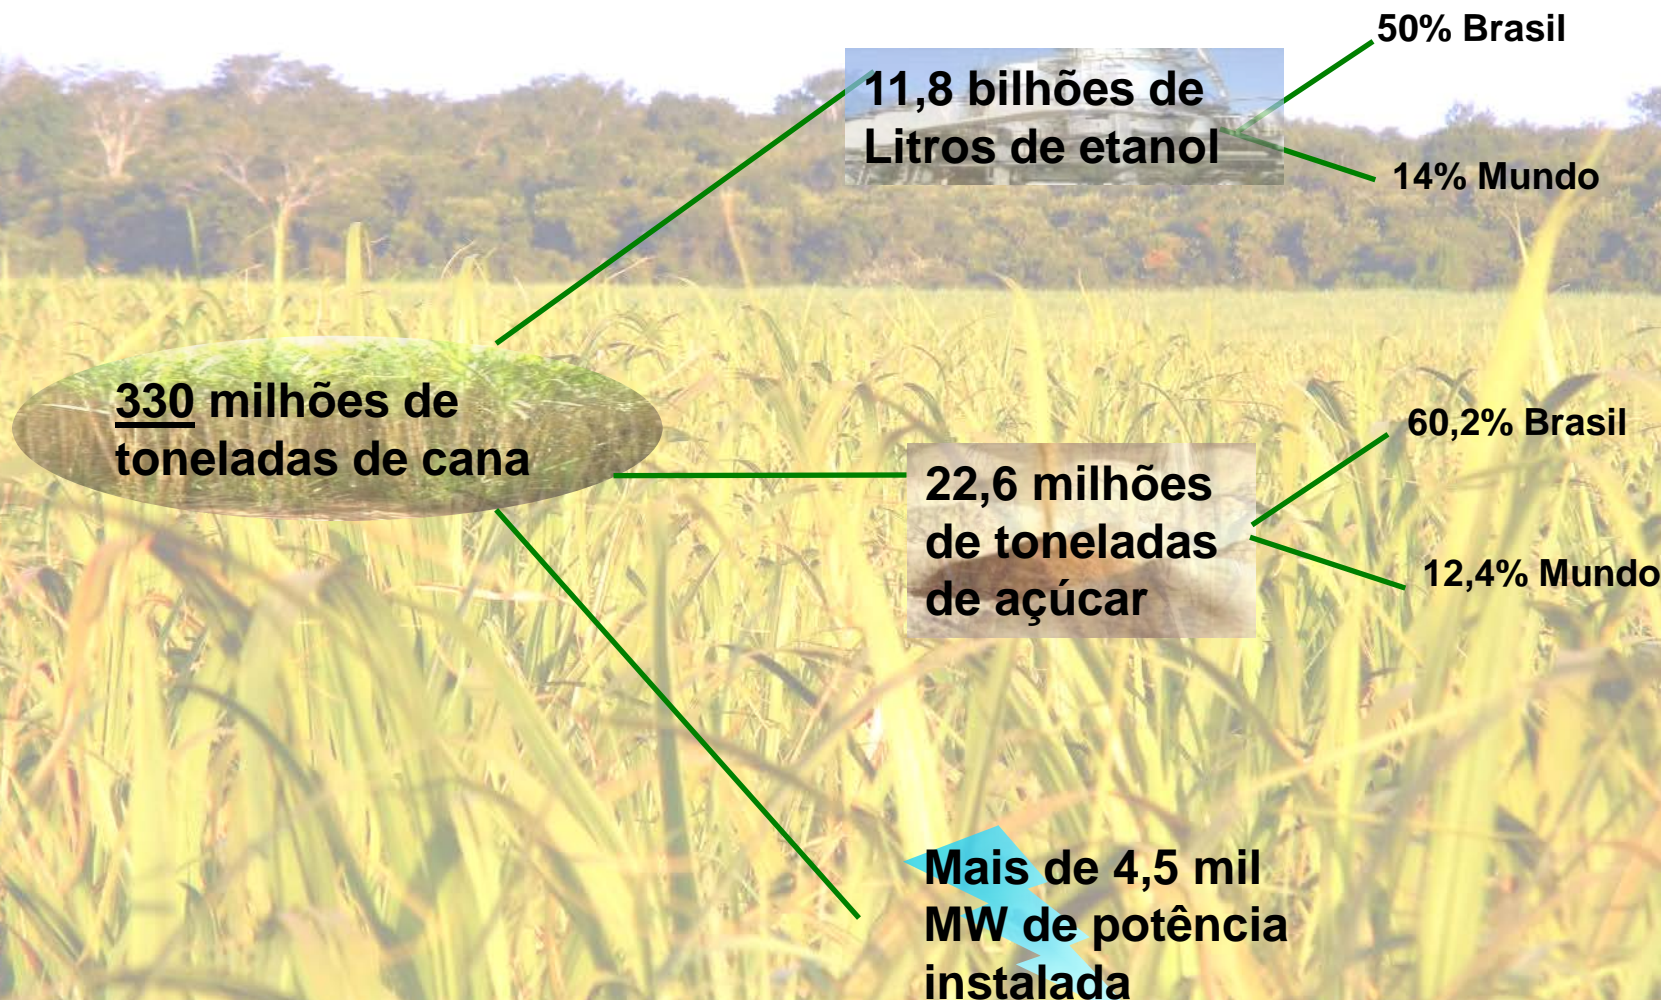 50% Brasil
11,8 bilhões de
Litros de etanol
14% Mundo
330 milhões de
toneladas de cana
60,2% Brasil
22,6 milhões
de toneladas
de açúcar
12,4% Mundo
Mais de 4,5 mil
MW de potência
instalada